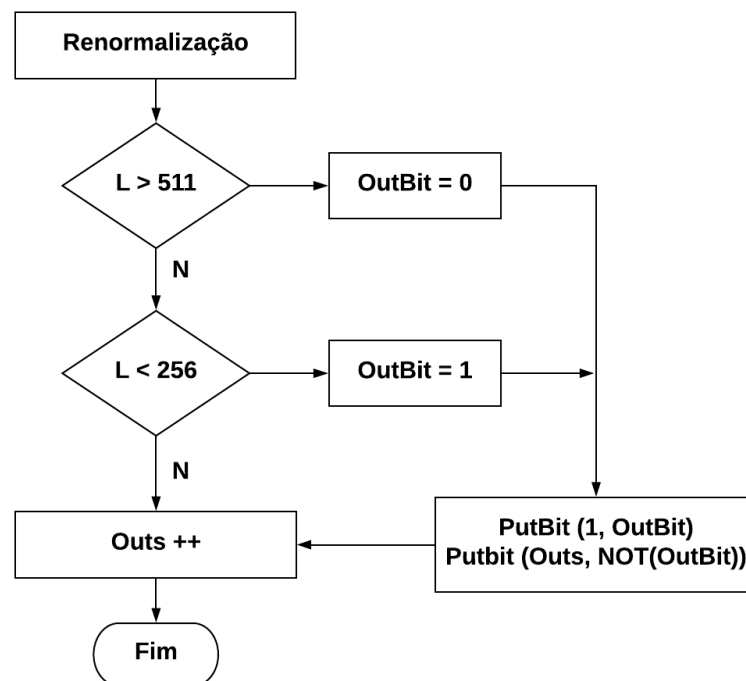 Renormalização
L > 511
OutBit = 0
N
L < 256
OutBit = 1
N
Outs ++
PutBit (1, OutBit)
Putbit (Outs, NOT(OutBit))
Fim